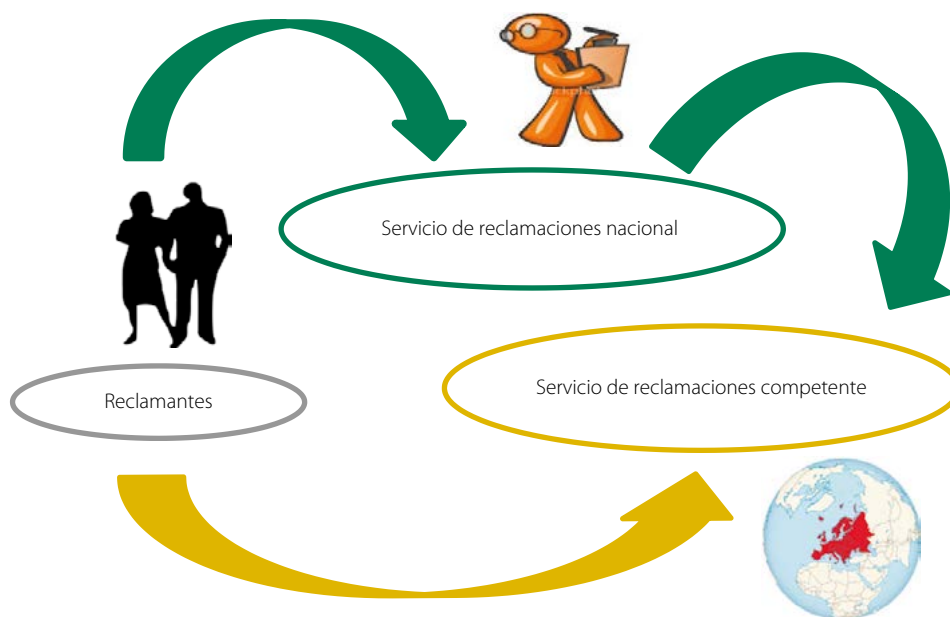 Servicio de reclamaciones nacional
Servicio de reclamaciones competente
Reclamantes